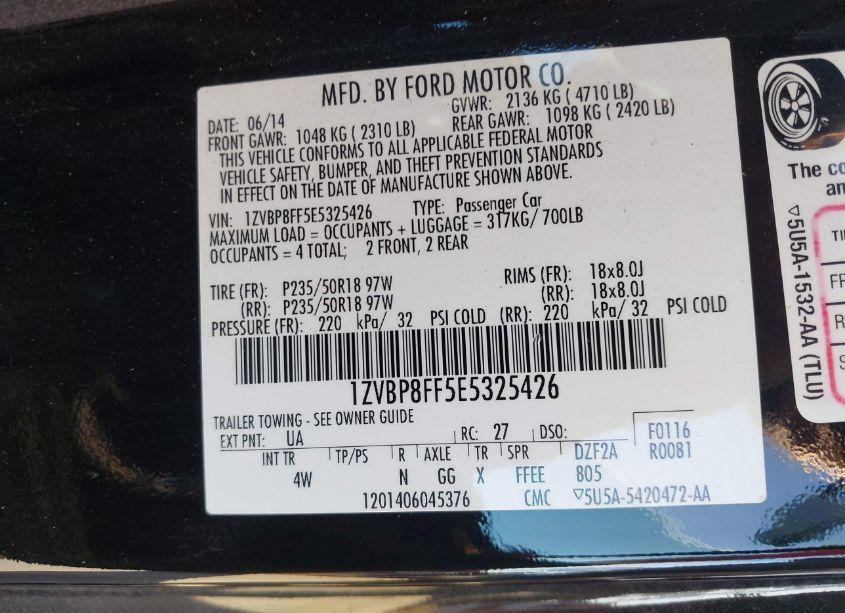 MFD. BY FORD MOTOR CO.
DATE: 06/14 GVWR: 2136 KG ( 4710 LB)
FRONT GAWR: 1048 KG ( 2310 LB) REAR GAWR: 1098 KG ( 2420 LB)
THIS VEHICLE CONFORMS TO ALL APPLICABLE FEDERAL MOTOR
VEHICLE SAFETY, BUMPER, AND THEFT PREVENTION STANDARDS
IN EFFECT ON THE DATE OF MANUFACTURE SHOWN ABOVE.
VIN: 1ZVBP8FF5E5325426 TYPE: Passenger Car
MAXIMUM LOAD = OCCUPANTS + LUGGAGE = 317KG/ 700LB
OCCUPANTS = 4 TOTAL; 2 FRONT, 2 REAR
TIRE (FR): P235/50R18 97W RIMS (FR): 18x8.0J
(RR): P235/50R18 97W (RR): 18x8.0J
PRESSURE (FR): 220 kPa/ 32 PSI COLD (RR): 220 kPa/ 32 PSI COLD
1ZVBP8FF5E5325426
TRAILER TOWING - SEE OWNER GUIDE
EXT PNT: UA RC: 27 DSO: F0116
INT TR TP/PS R AXLE TR SPR DZF2A R0081
4W N GG X FFEE 805
1201406045376 CMC ▽5U5A-5420472-AA
The co
an
▽5U5A-1532-AA (TLU)
TI
FR
R
S